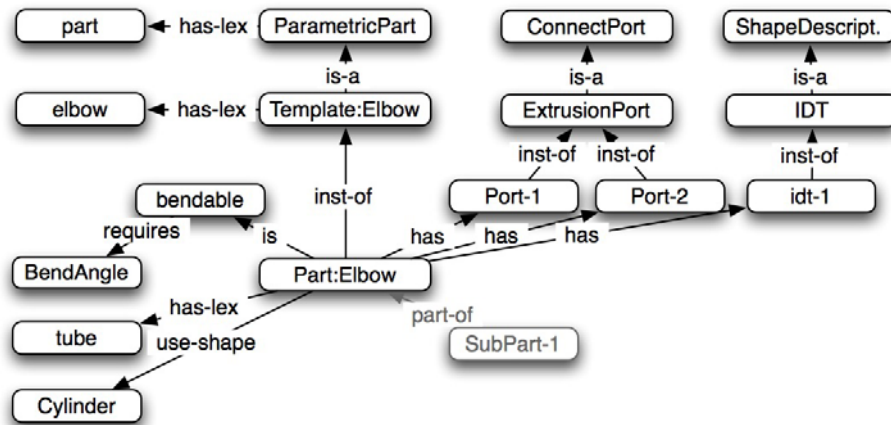 part
has-lex
ParametricPart
ConnectPort
ShapeDescript.
is-a
is-a
is-a
elbow
has-lex
Template:Elbow
ExtrusionPort
IDT
inst-of
inst-of
inst-of
inst-of
bendable
Port-1
Port-2
idt-1
requires
is
has
has
has
BendAngle
Part:Elbow
has-lex
part-of
tube
use-shape
SubPart-1
Cylinder